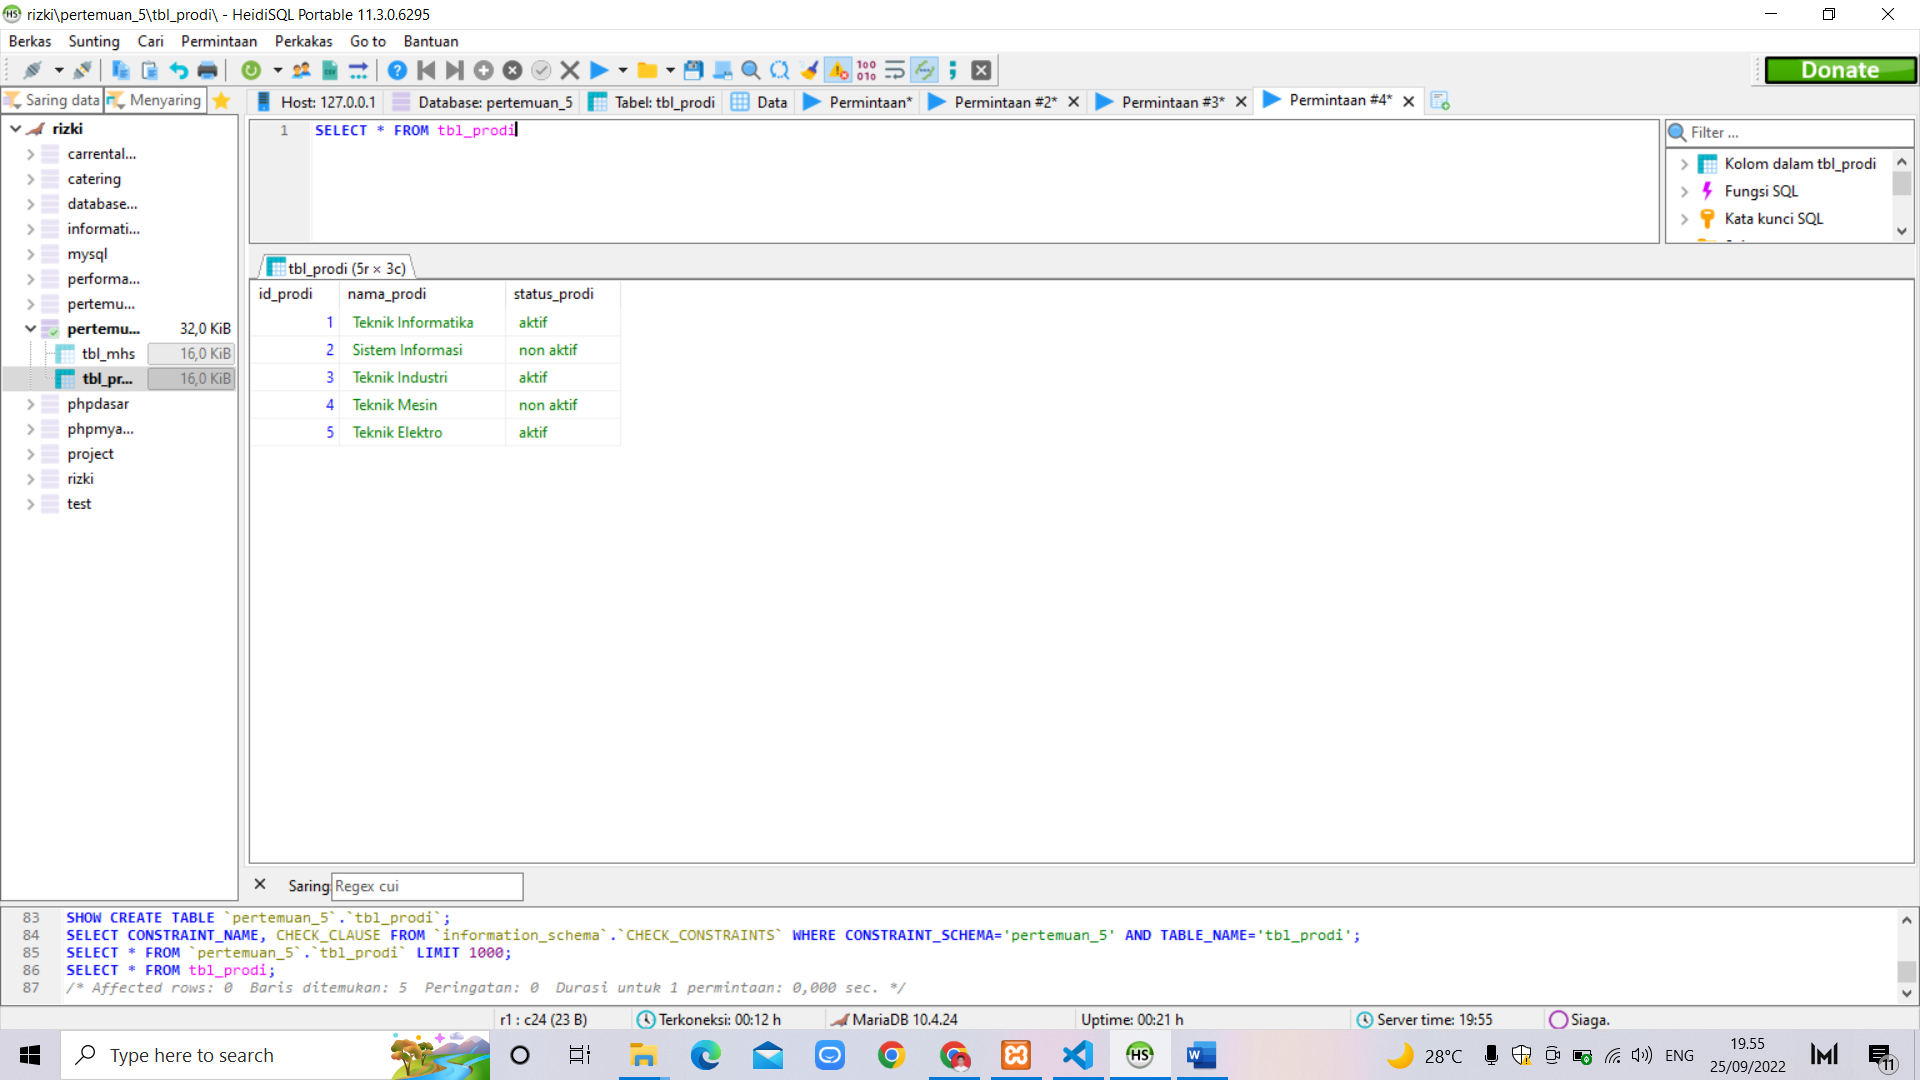 rizki\pertemuan_5\tbl_prodi\ - HeidiSQL Portable 11.3.0.6295
Berkas Sunting Cari Permintaan Perkakas Go to Bantuan
Donate
Saring data Menyaring
Host: 127.0.0.1 Database: pertemuan_5 Tabel: tbl_prodi Data Permintaan* Permintaan #2* Permintaan #3* Permintaan #4*
rizki
carrental...
catering
database...
informati...
mysql
performa...
pertemu...
pertemu... 32,0 KiB
tbl_mhs 16,0 KiB
tbl_pr... 16,0 KiB
phpdasar
phpmya...
project
rizki
test
1 SELECT * FROM tbl_prodi
Filter ...
Kolom dalam tbl_prodi
Fungsi SQL
Kata kunci SQL
tbl_prodi (5r × 3c)
id_prodi nama_prodi status_prodi
1 Teknik Informatika aktif
2 Sistem Informasi non aktif
3 Teknik Industri aktif
4 Teknik Mesin non aktif
5 Teknik Elektro aktif
Saring: Regex cui
83 SHOW CREATE TABLE `pertemuan_5`.`tbl_prodi`;
84 SELECT CONSTRAINT_NAME, CHECK_CLAUSE FROM `information_schema`.`CHECK_CONSTRAINTS` WHERE CONSTRAINT_SCHEMA='pertemuan_5' AND TABLE_NAME='tbl_prodi';
85 SELECT * FROM `pertemuan_5`.`tbl_prodi` LIMIT 1000;
86 SELECT * FROM tbl_prodi;
87 /* Affected rows: 0 Baris ditemukan: 5 Peringatan: 0 Durasi untuk 1 permintaan: 0,000 sec. */
r1 : c24 (23 B) Terkoneksi: 00:12 h MariaDB 10.4.24 Uptime: 00:21 h Server time: 19:55 Siaga.
Type here to search
28°C ENG
19.55
25/09/2022
11